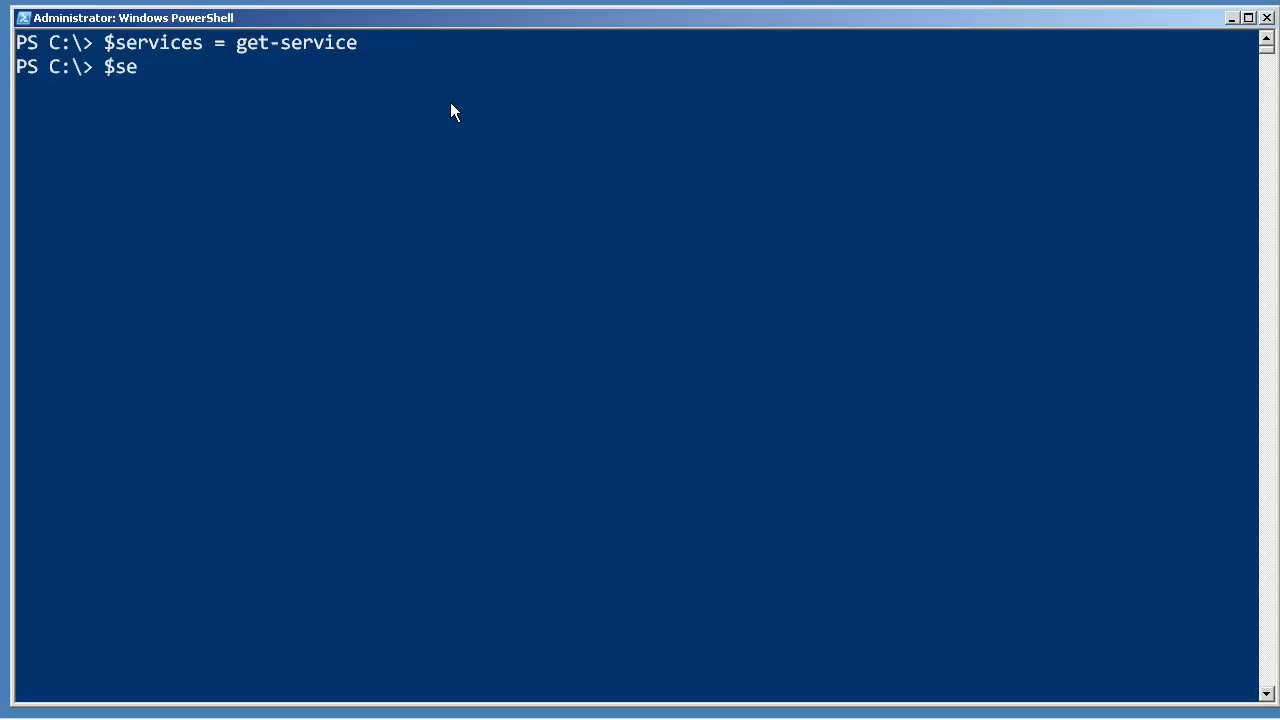 Administrator: Windows PowerShell
PS C:\> $services = get-service
PS C:\> $se